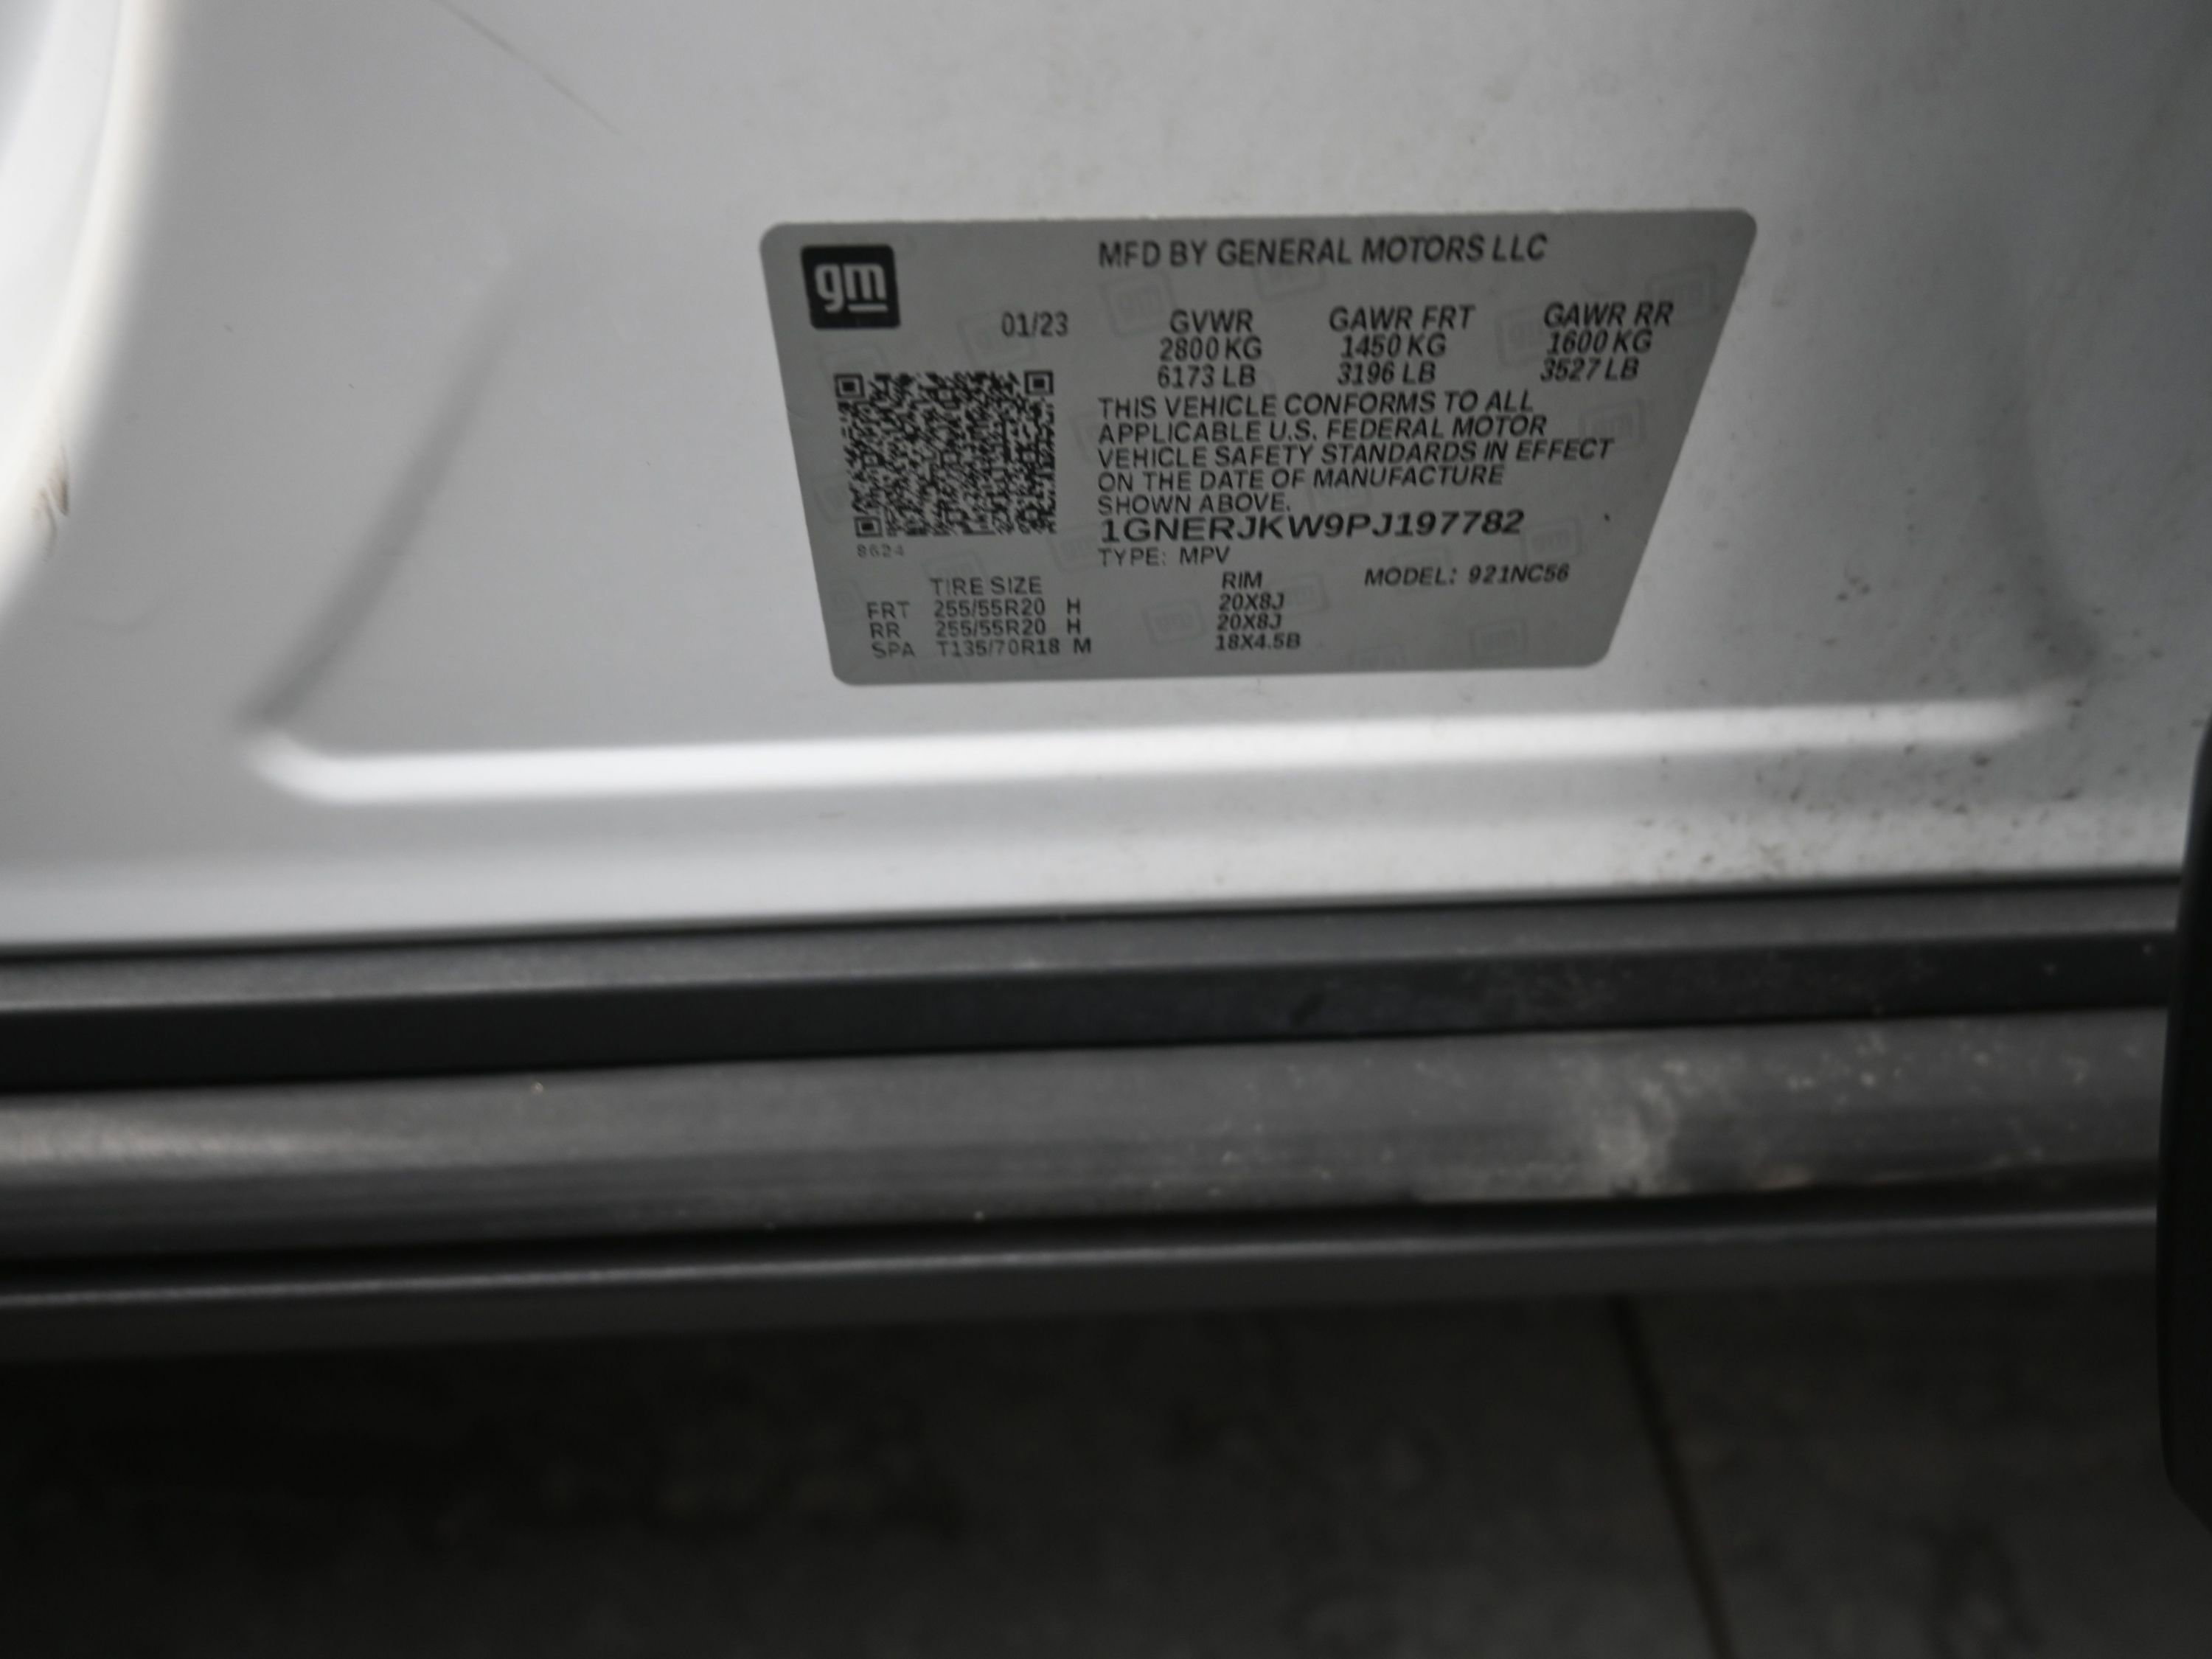 gm
MFD BY GENERAL MOTORS LLC
01/23 GVWR GAWR FRT GAWR RR
2800 KG 1450 KG 1600 KG
6173 LB 3196 LB 3527 LB
THIS VEHICLE CONFORMS TO ALL
APPLICABLE U.S. FEDERAL MOTOR
VEHICLE SAFETY STANDARDS IN EFFECT
ON THE DATE OF MANUFACTURE
SHOWN ABOVE.
1GNERJKW9PJ197782
8624
TYPE: MPV
MODEL: 921NC56
TIRE SIZE RIM
FRT 255/55R20 H 20X8J
RR 255/55R20 H 20X8J
SPA T135/70R18 M 18X4.5B